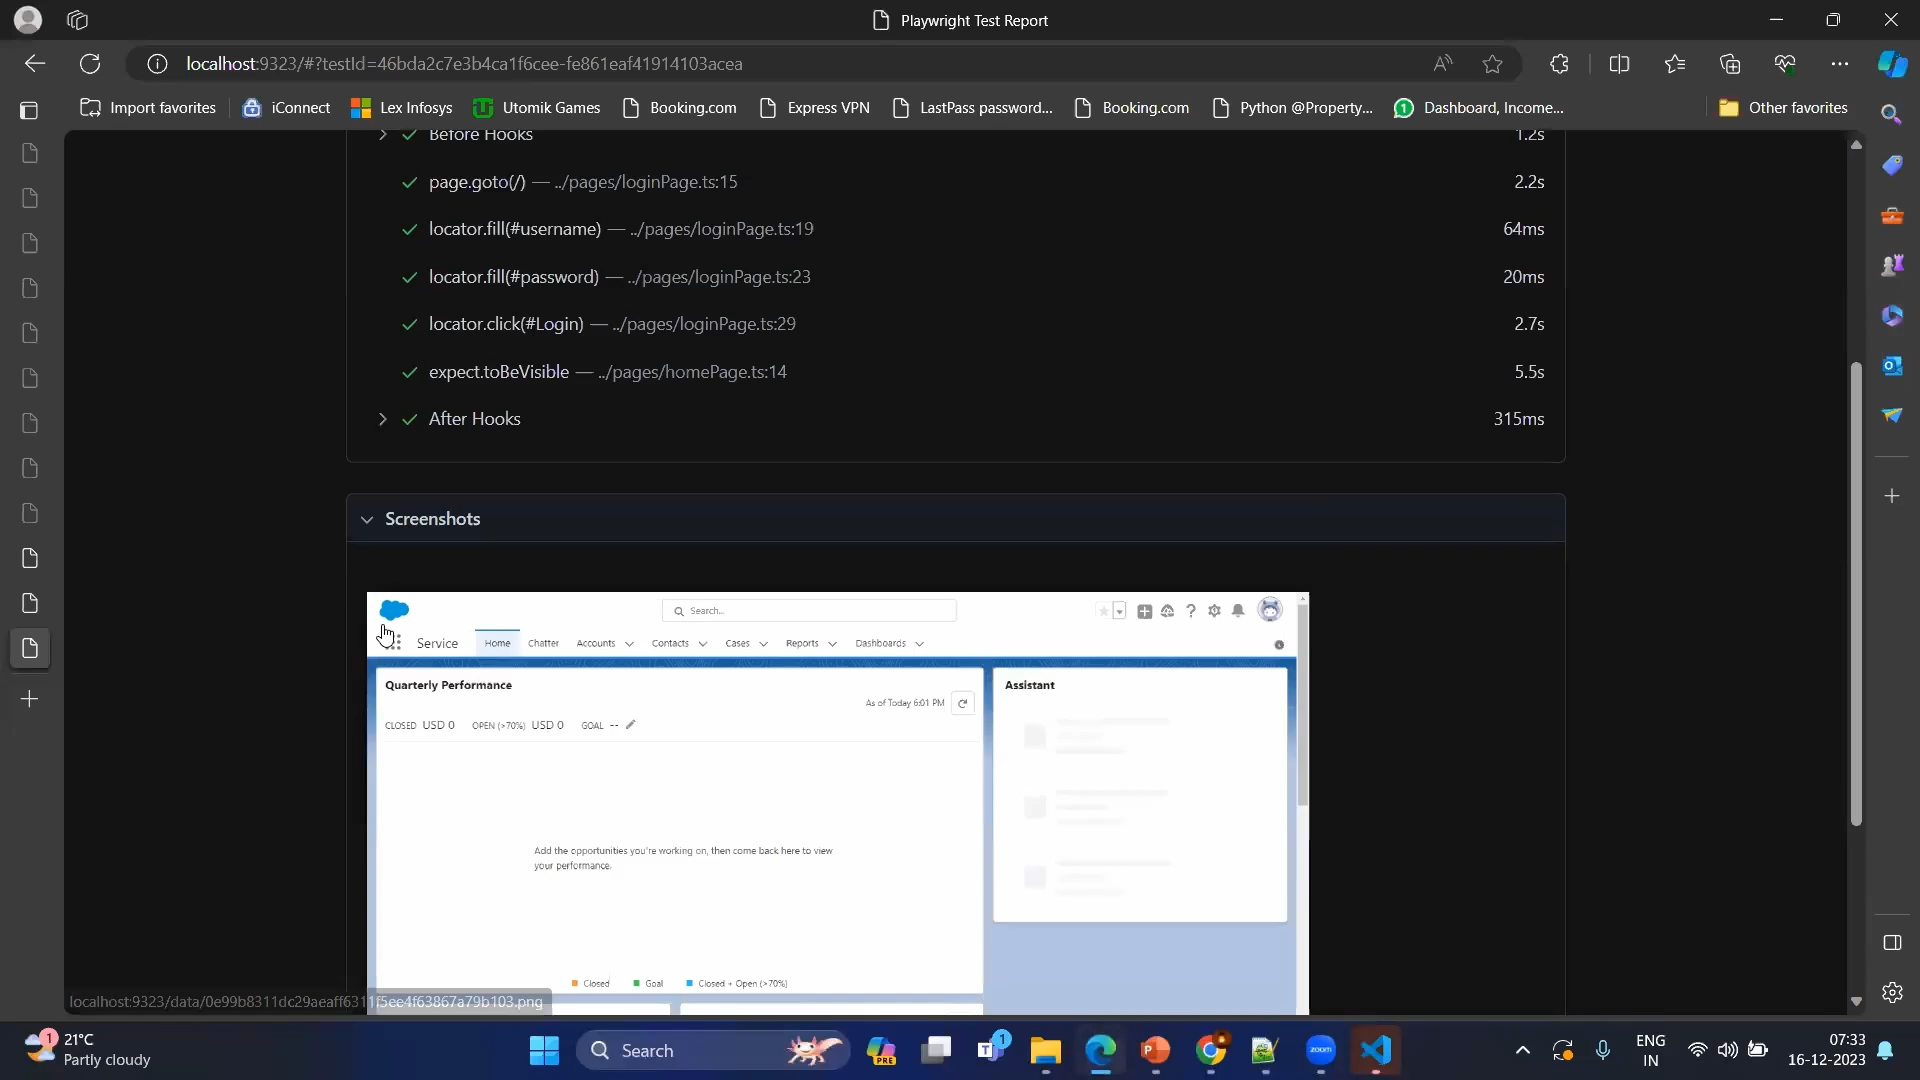 Playwright Test Report
localhost:9323/#?testId=46bda2c7e3b4ca1f6cee-fe861eaf41914103acea
Import favorites
iConnect
Lex Infosys
Utomik Games
Booking.com
Express VPN
LastPass password...
Booking.com
Python @Property,...
Dashboard, Income...
Other favorites
Before Hooks 1.2s
page.goto(/) — ../pages/loginPage.ts:15 2.2s
locator.fill(#username) — ../pages/loginPage.ts:19 64ms
locator.fill(#password) — ../pages/loginPage.ts:23 20ms
locator.click(#Login) — ../pages/loginPage.ts:29 2.7s
expect.toBeVisible — ../pages/homePage.ts:14 5.5s
After Hooks 315ms
Screenshots
Search...
Service Home Chatter Accounts Contacts Cases Reports Dashboards
Quarterly Performance
As of Today 6:01 PM
CLOSED USD 0 OPEN (>70%) USD 0 GOAL --
Add the opportunities you're working on, then come back here to view
your performance.
Closed Goal Closed + Open (>70%)
Assistant
localhost:9323/data/0e99b8311dc29aeaff6311f5ee4f63867a79b103.png
1
21°C
Partly cloudy
Search
PRE
1
zoom
ENG
IN
07:33
16-12-2023